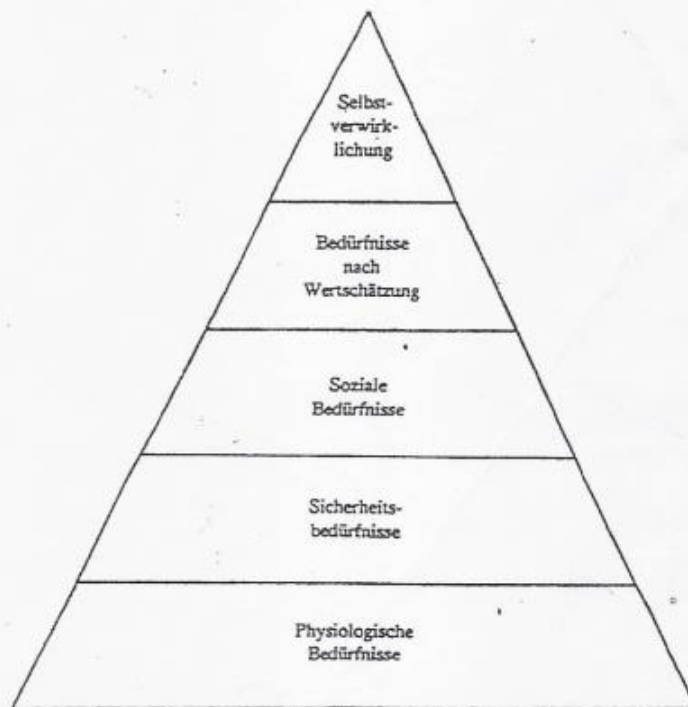 Selbst-
verwirk-
lichung
Bedürfnisse
nach
Wertschätzung
Soziale
Bedürfnisse
Sicherheits-
bedürfnisse
Physiologische
Bedürfnisse